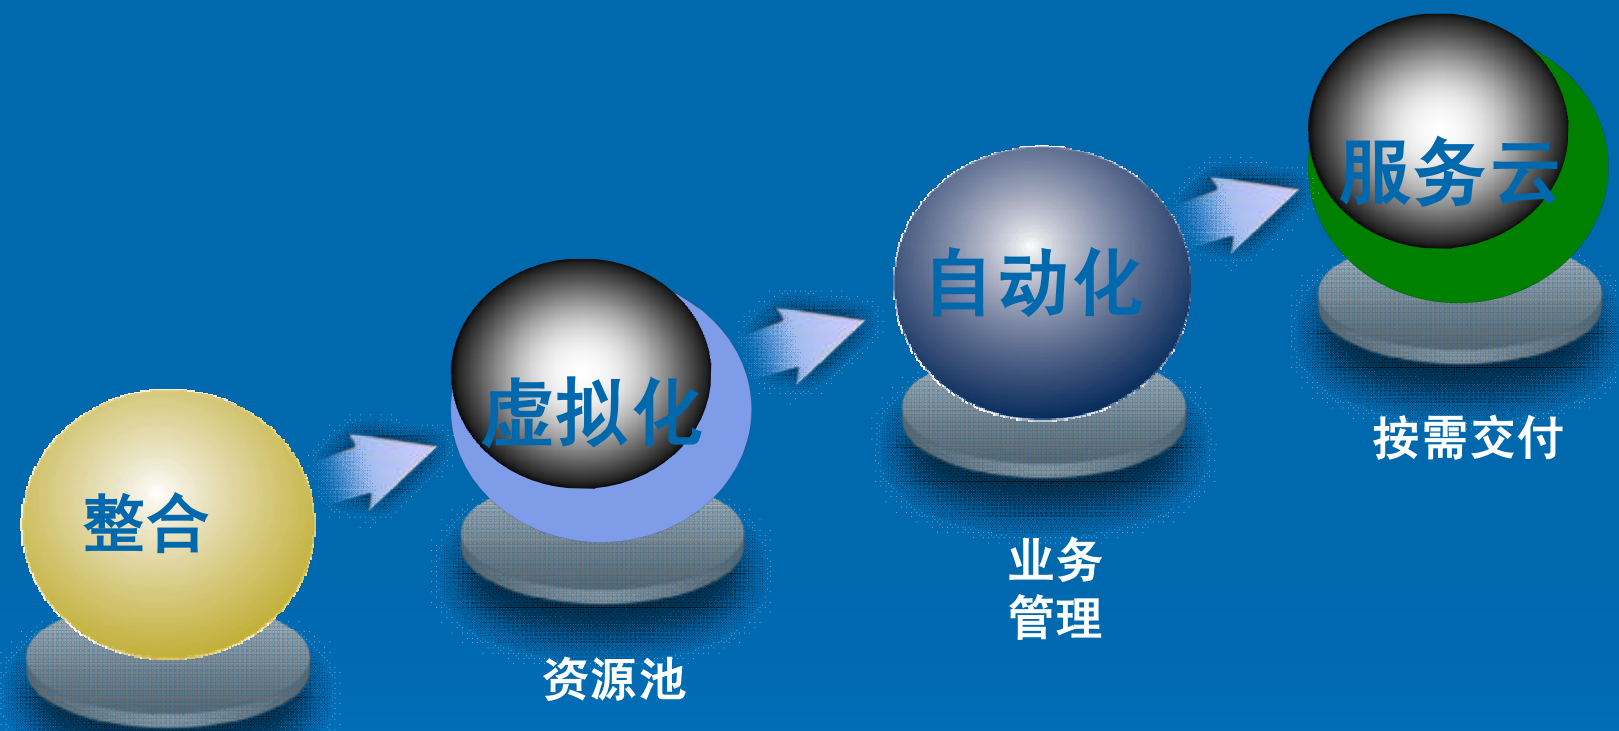 整合
虚拟化
资源池
自动化
业务
管理
服务云
按需交付